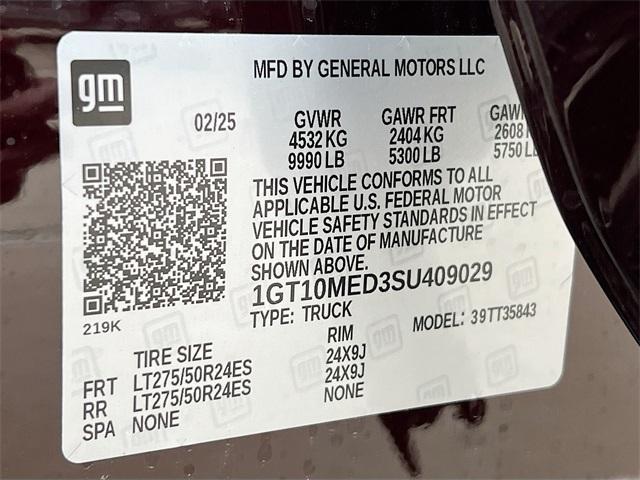 gm
MFD BY GENERAL MOTORS LLC
02/25
GVWR GAWR FRT
4532 KG 2404 KG 2608
9990 LB 5300 LB 5750
THIS VEHICLE CONFORMS TO ALL
APPLICABLE U.S. FEDERAL MOTOR
VEHICLE SAFETY STANDARDS IN EFFECT
ON THE DATE OF MANUFACTURE
SHOWN ABOVE.
1GT10MED3SU409029
TYPE: TRUCK MODEL: 39TT35843
219K
TIRE SIZE RIM
FRT LT275/50R24ES 24X9J
RR LT275/50R24ES 24X9J
SPA NONE NONE